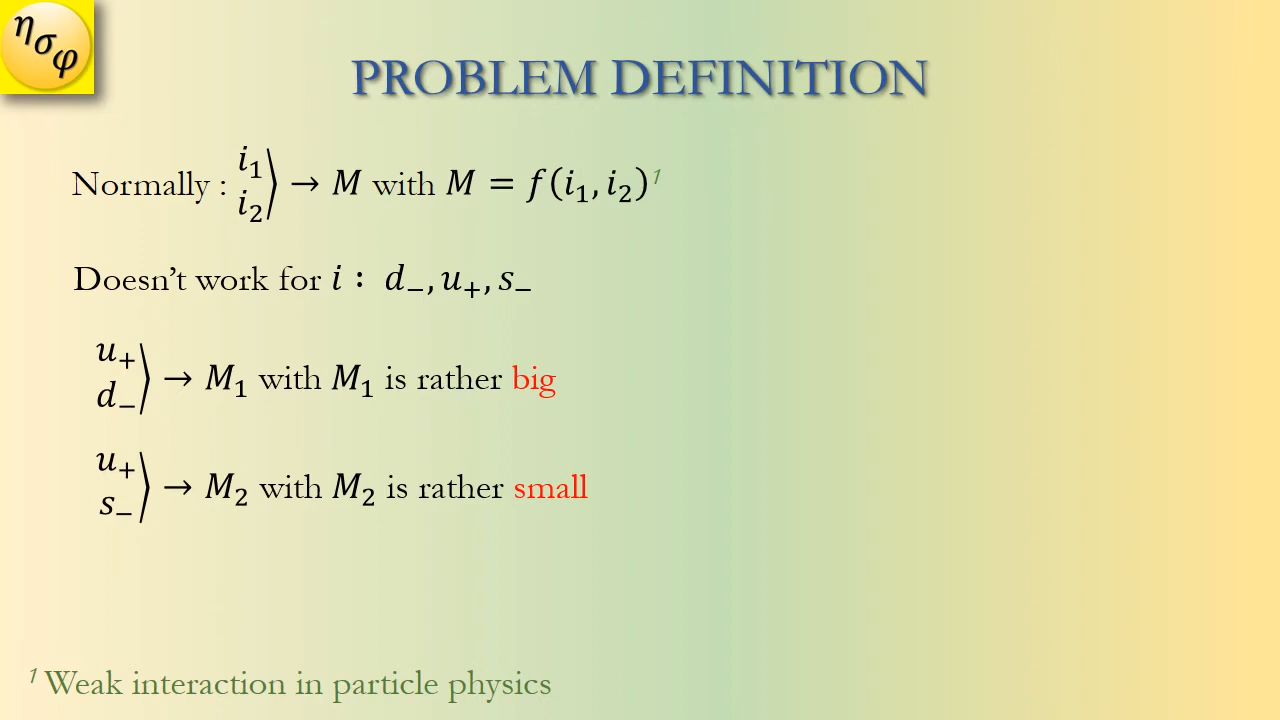 η σ φ
PROBLEM DEFINITION
Normally : i₁ i₂⟩ → M with M = f(i₁, i₂)¹
Doesn’t work for i : d₋, u₊, s₋
u₊ d₋⟩ → M₁ with M₁ is rather big
u₊ s₋⟩ → M₂ with M₂ is rather small
¹ Weak interaction in particle physics